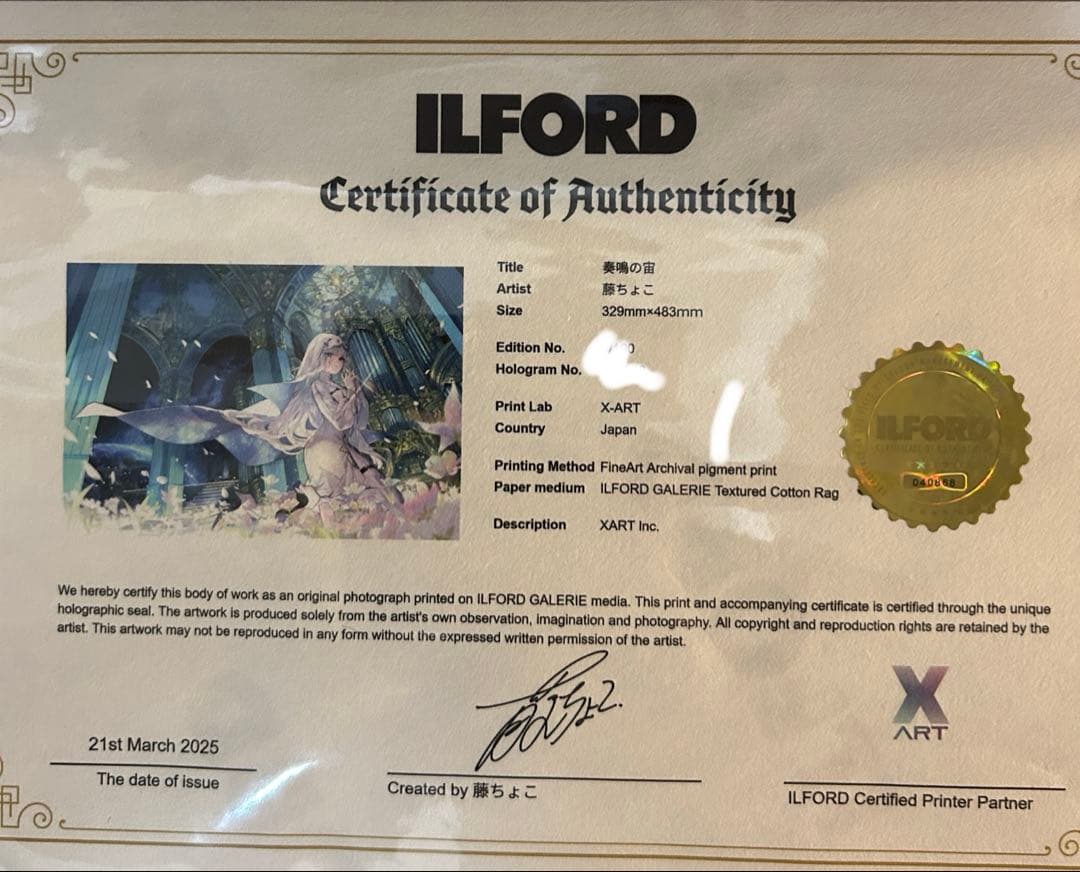 ILFORD
Certificate of Authenticity
Title 奏鳴の宙
Artist 藤ちょこ
Size 329mm×483mm
Edition No.
Hologram No.
Print Lab X-ART
Country Japan
Printing Method FineArt Archival pigment print
Paper medium ILFORD GALERIE Textured Cotton Rag
Description XART Inc.
ILFORD
040868
We hereby certify this body of work as an original photograph printed on ILFORD GALERIE media. This print and accompanying certificate is certified through the unique
holographic seal. The artwork is produced solely from the artist's own observation, imagination and photography. All copyright and reproduction rights are retained by the
artist. This artwork may not be reproduced in any form without the expressed written permission of the artist.
藤ちょこ
X
ART
21st March 2025
The date of issue
Created by 藤ちょこ
ILFORD Certified Printer Partner